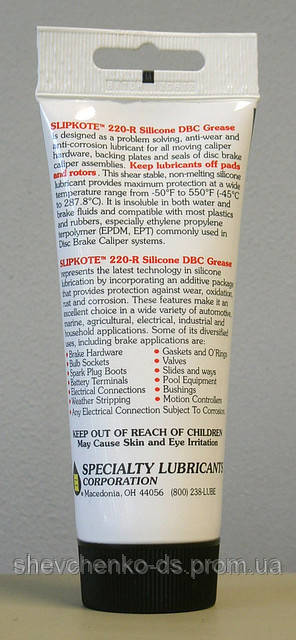 SLIPKOTE™ 220-R Silicone DBC Grease
is designed as a problem solving, anti-wear and
anti-corrosion lubricant for all moving caliper
hardware, backing plates and seals of disc brake
caliper assemblies. Keep lubricants off pads
and rotors. This shear stable, non-melting silicone
lubricant provides maximum protection at a wide
temperature range from -50°F to 550°F (-45°C
to 287.8°C). It is insoluble in both water and
brake fluids and compatible with most plastics
and rubbers, especially ethylene propylene
terpolymer (EPDM, EPT) commonly used in
Disc Brake Caliper systems.
SLIPKOTE™ 220-R Silicone DBC Grease
represents the latest technology in silicone
lubrication by incorporating an additive package
that provides protection against wear, oxidation,
rust and corrosion. These features make it an
excellent choice in a wide variety of automotive,
marine, agricultural, electrical, industrial and
household applications. Some of its diversified
uses, including brake applications are:
• Brake Hardware • Gaskets and O'Rings
• Bulb Sockets • Valves
• Spark Plug Boots • Slides and ways
• Battery Terminals • Pool Equipment
• Electrical Connections • Bushings
• Weather Stripping • Motion Controllers
• Any Electrical Connection Subject To Corrosion
KEEP OUT OF REACH OF CHILDREN
May Cause Skin and Eye Irritation
SPECIALTY LUBRICANTS
CORPORATION
Macedonia, OH 44056 (800) 238-LUBE
shevchenko-ds.prom.ua